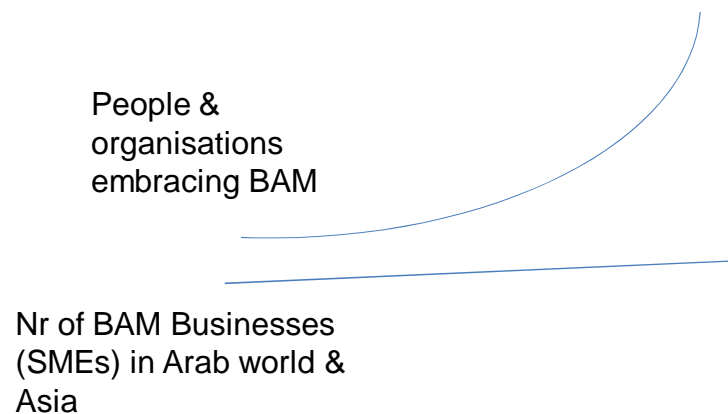 People &
organisations
embracing BAM
Nr of BAM Businesses
(SMEs) in Arab world &
Asia